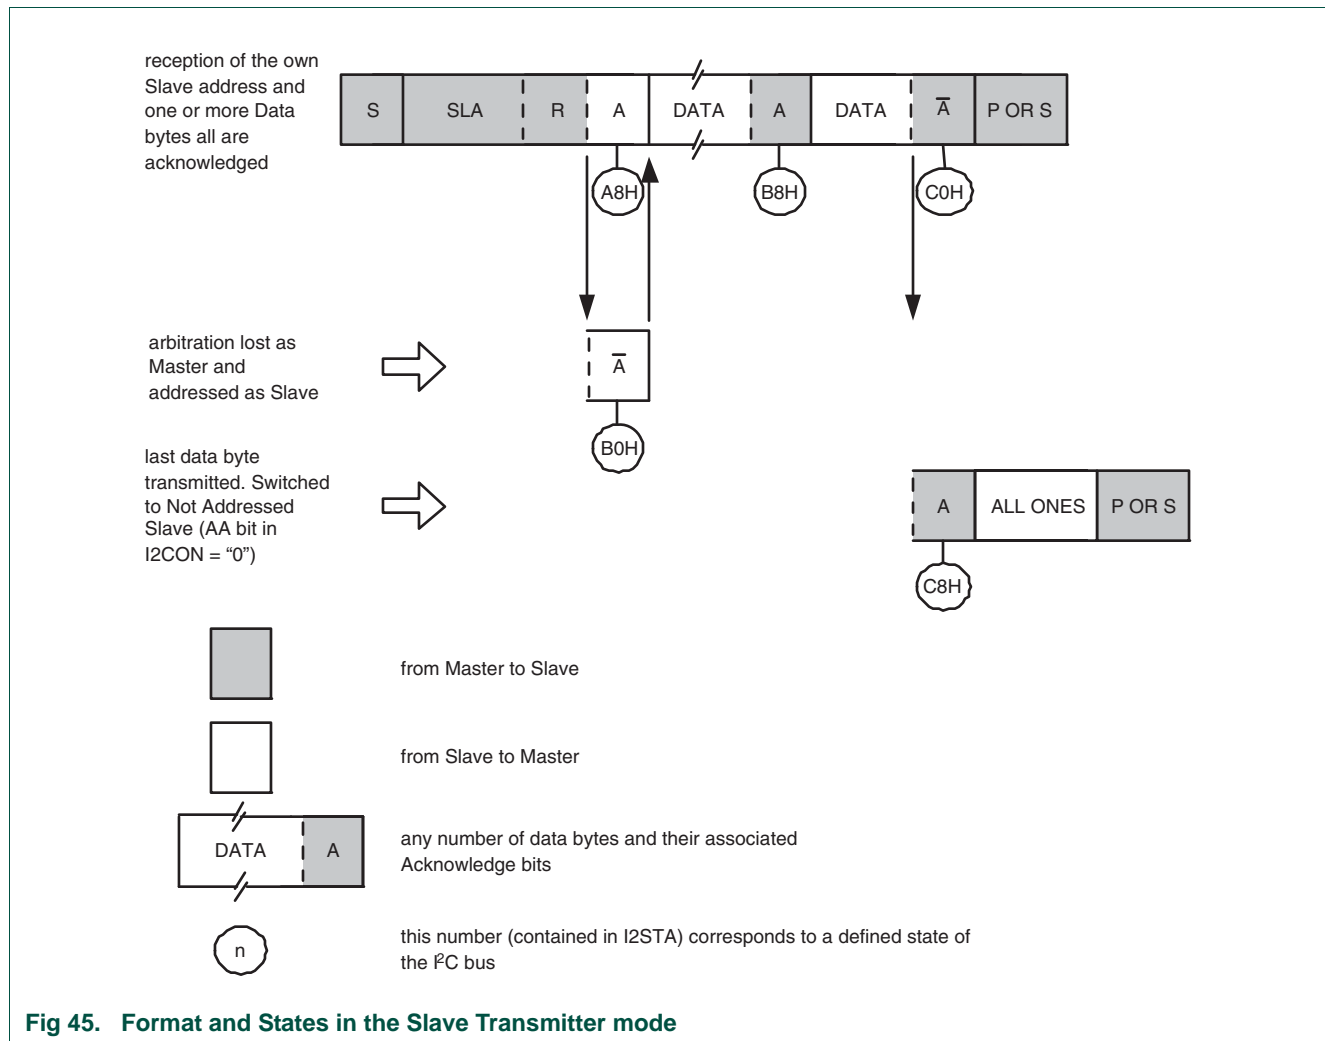 reception of the own
Slave address and
one or more Data
bytes all are
acknowledged
S SLA R A DATA A DATA A̅ P OR S
A8H B8H C0H
arbitration lost as
Master and
addressed as Slave
A̅
B0H
last data byte
transmitted. Switched
to Not Addressed
Slave (AA bit in
I2CON = “0”)
A ALL ONES P OR S
C8H
from Master to Slave
from Slave to Master
DATA A
any number of data bytes and their associated
Acknowledge bits
n
this number (contained in I2STA) corresponds to a defined state of
the I²C bus
Fig 45. Format and States in the Slave Transmitter mode